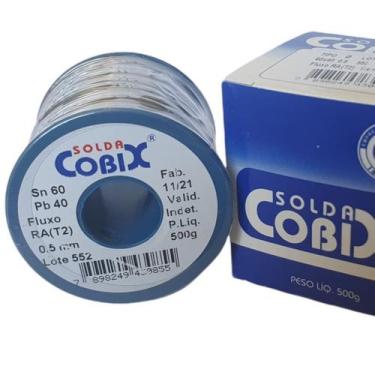 SOLDA
COBIX®
Sn 60
Pb 40
Fluxo
RA(T2)
0.5 mm
Lote 552
Fab.
11/21
Valid.
Indet.
P.Liq.
500g
SOLDA
COBIX
PESO LIQ. 500g